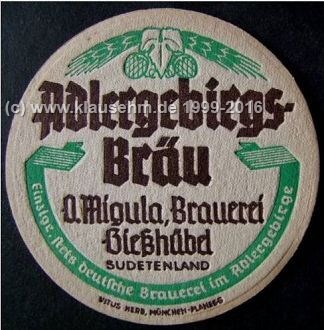 Adlergebirgs-
Bräu
O. Migula, Brauerei
Gießhübel
SUDETENLAND
Einzige, stets deutsche Brauerei im Adlergebirge
VITUS HERB, MÜNCHEN-PLANEGG
(c) www.klausehm.de 1999-2016